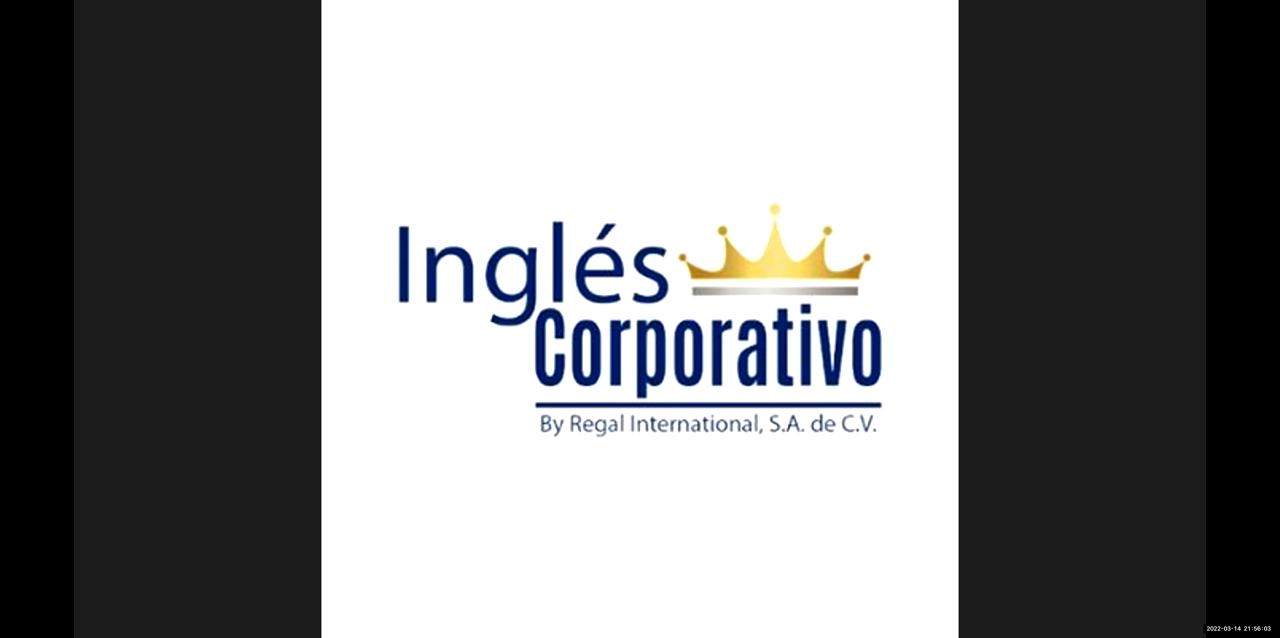 Inglés
Corporativo
By Regal International, S.A. de C.V.
2022-03-14 21:56:03